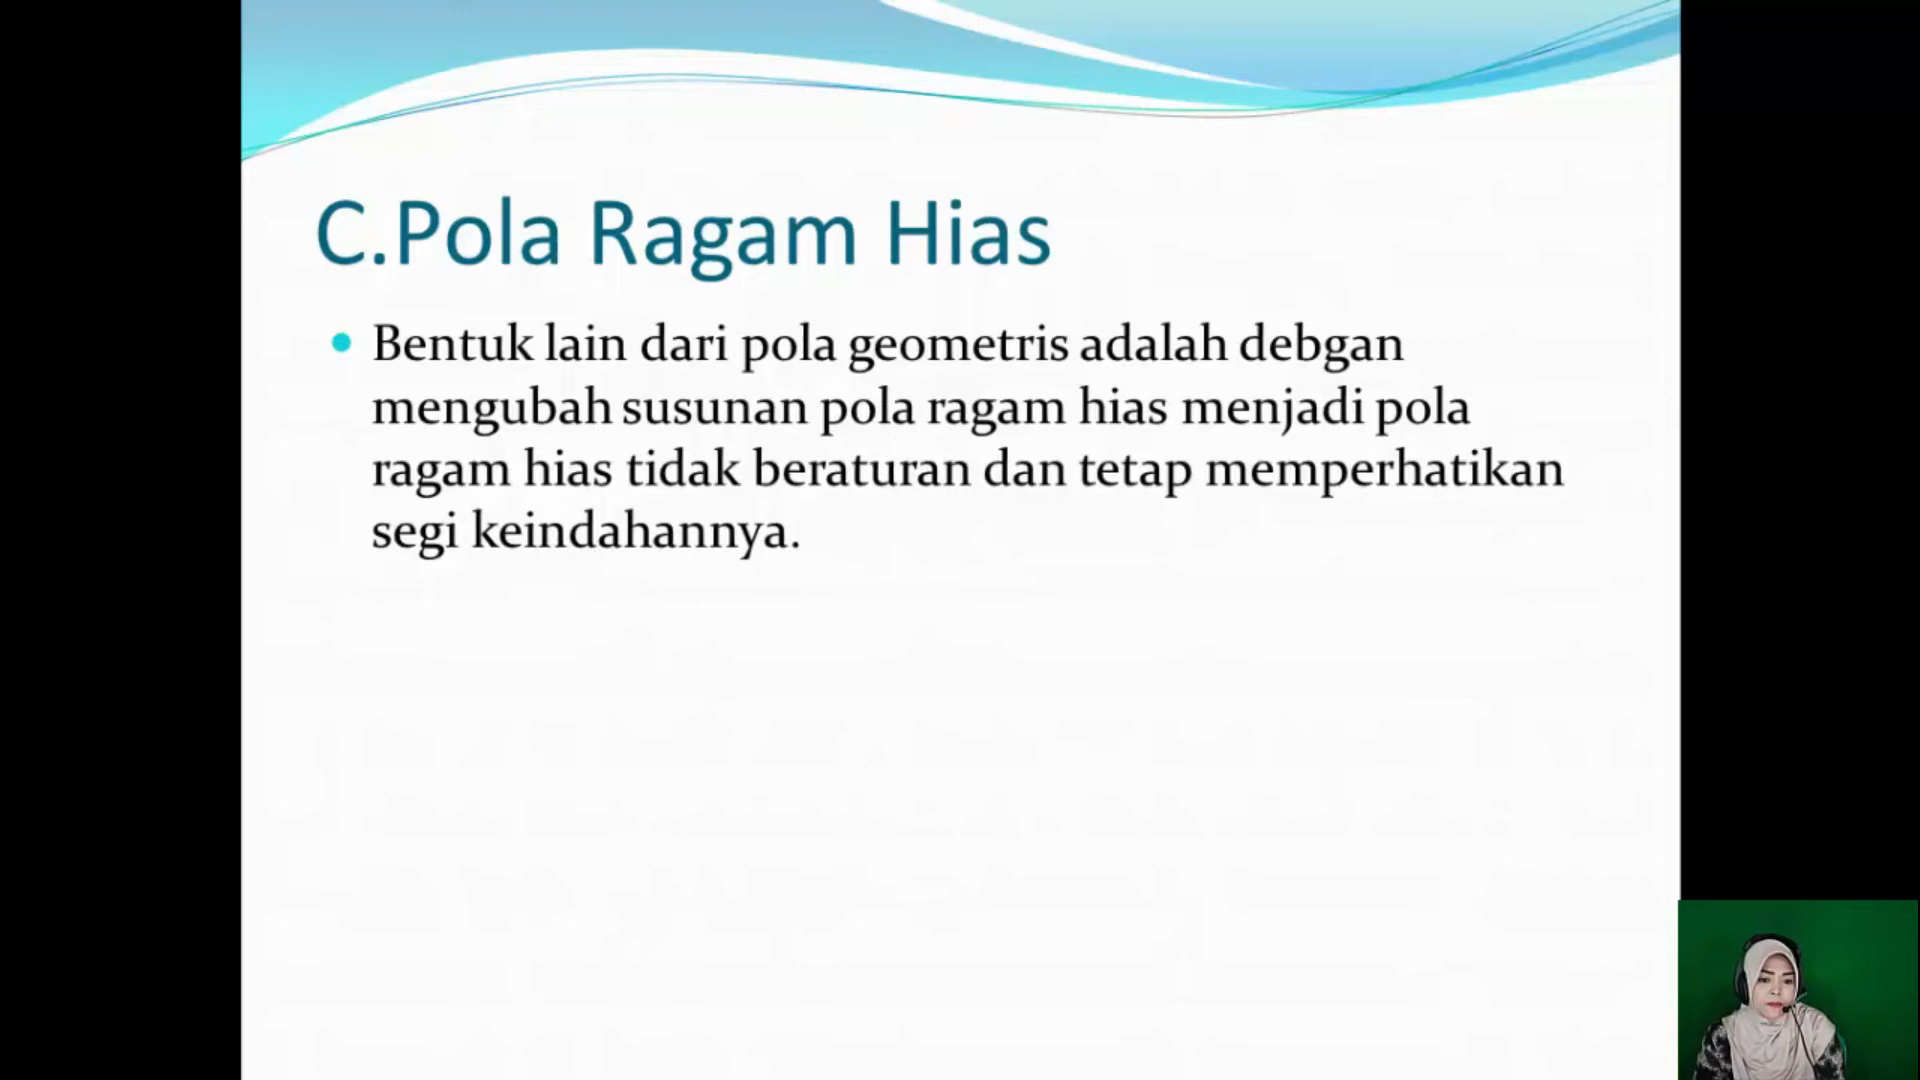 C.Pola Ragam Hias
Bentuk lain dari pola geometris adalah debgan
mengubah susunan pola ragam hias menjadi pola
ragam hias tidak beraturan dan tetap memperhatikan
segi keindahannya.